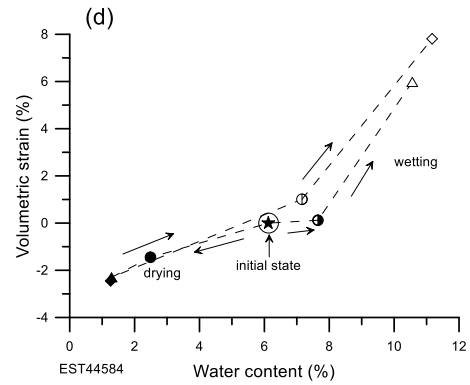 (d)
8
6
4
2
0
-2
-4
Volumetric strain (%)
wetting
drying
initial state
0 2 4 6 8 10 12
EST44584
Water content (%)